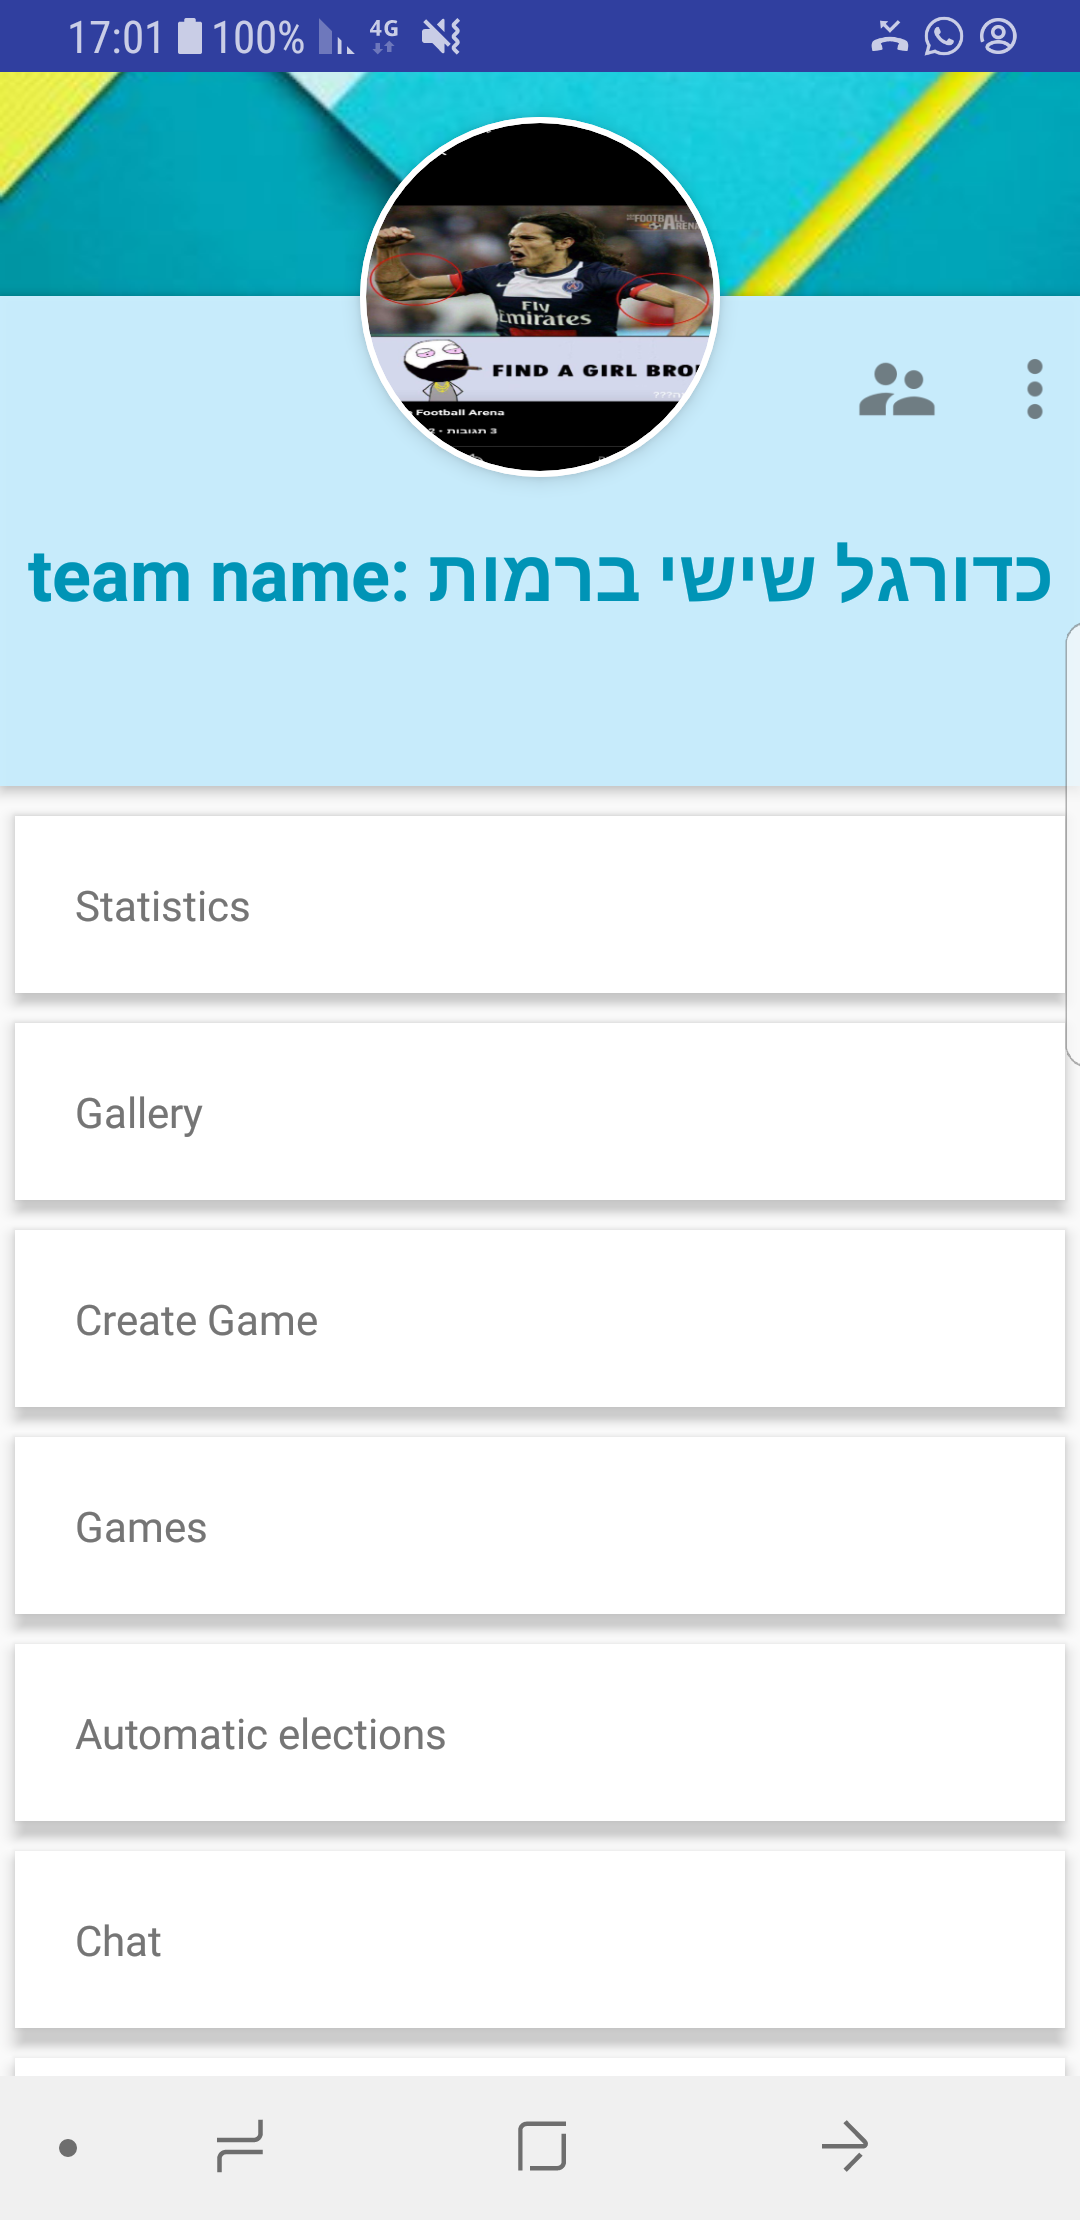 17:01 100% 4G
FOOTBALL
ARENA
Fly
Emirates
FIND A GIRL BRO
???
Football Arena
3 תגובות • 2
team name: כדורגל שישי ברמות
Statistics
Gallery
Create Game
Games
Automatic elections
Chat